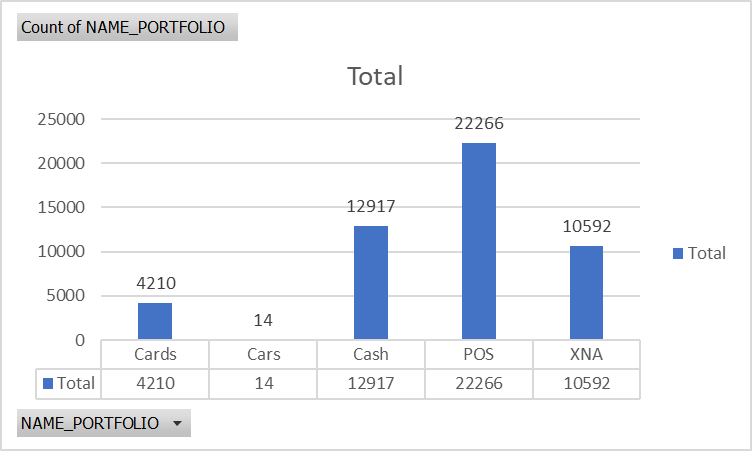 Count of NAME_PORTFOLIO
Total
25000
20000
15000
10000
5000
0
4210
14
12917
22266
10592
Total
Cards Cars Cash POS XNA
Total 4210 14 12917 22266 10592
NAME_PORTFOLIO